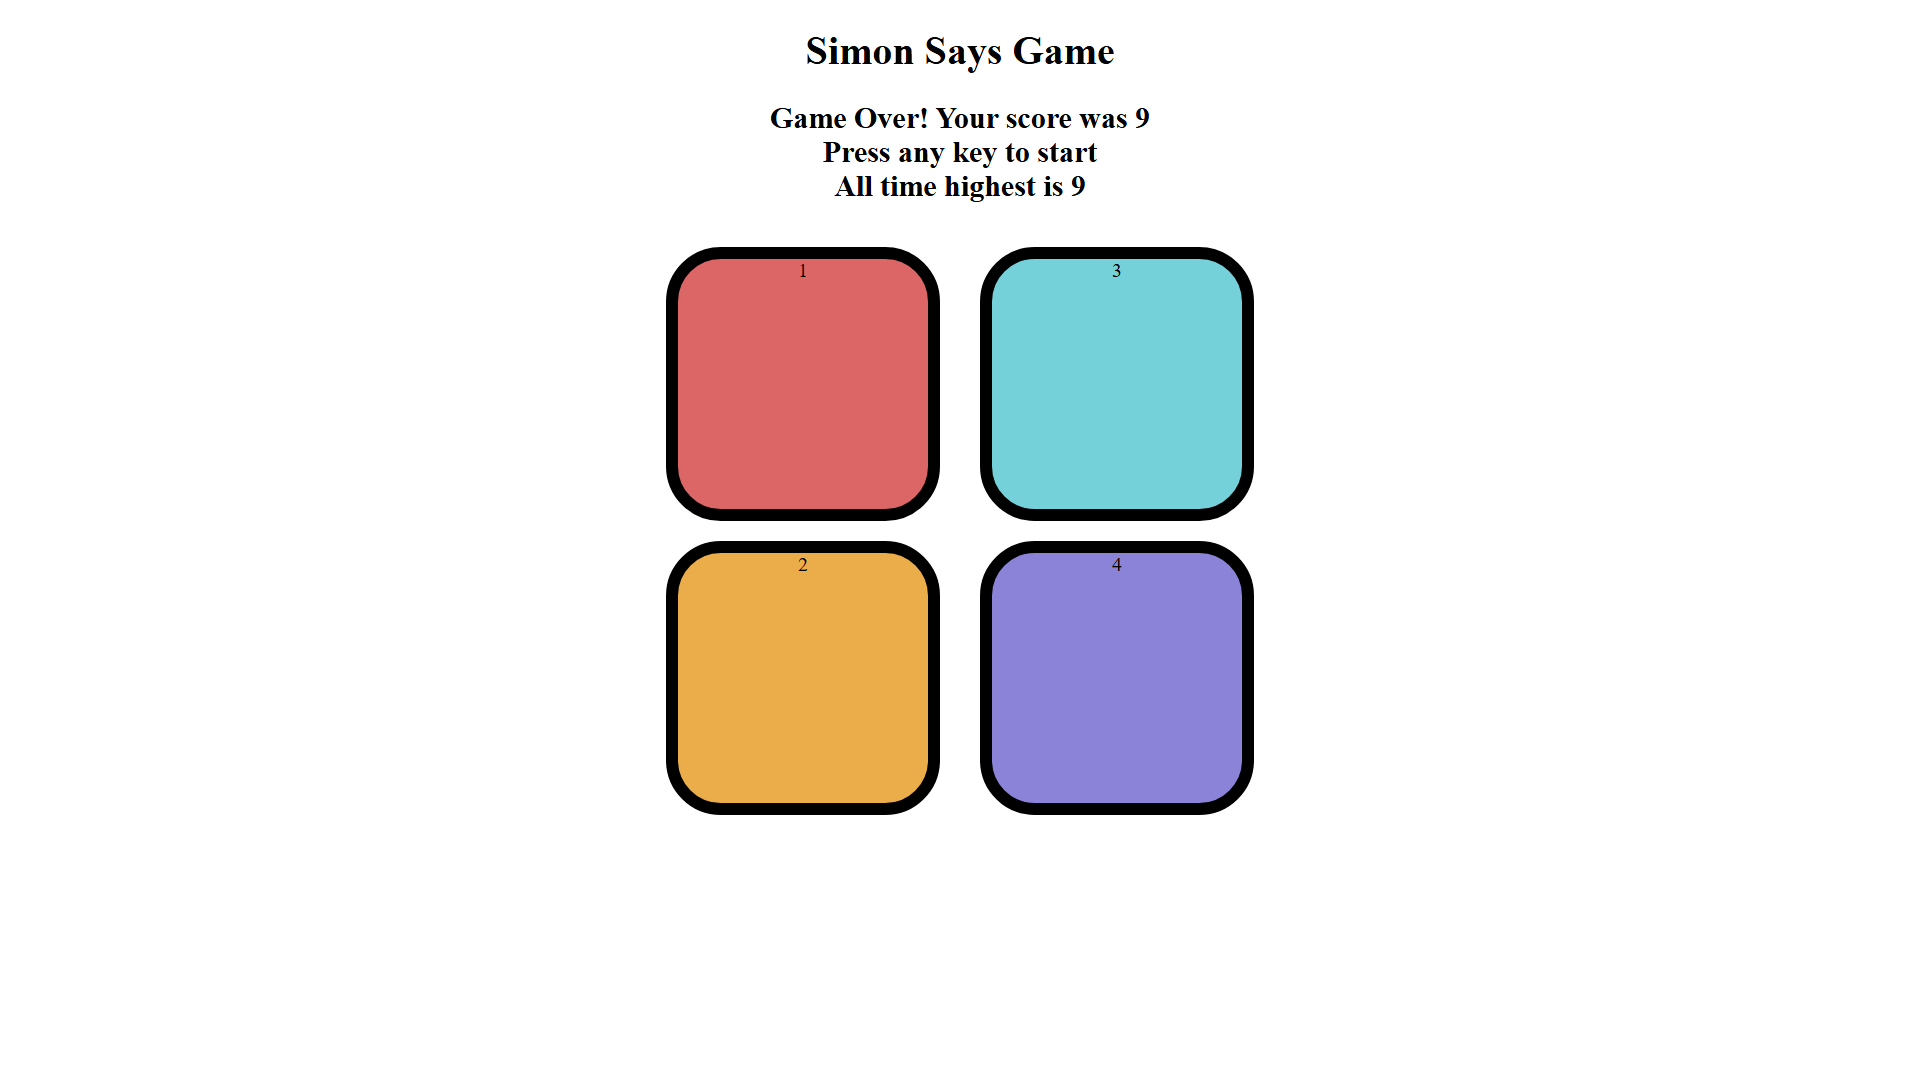 Simon Says Game
Game Over! Your score was 9
Press any key to start
All time highest is 9
1
3
2
4